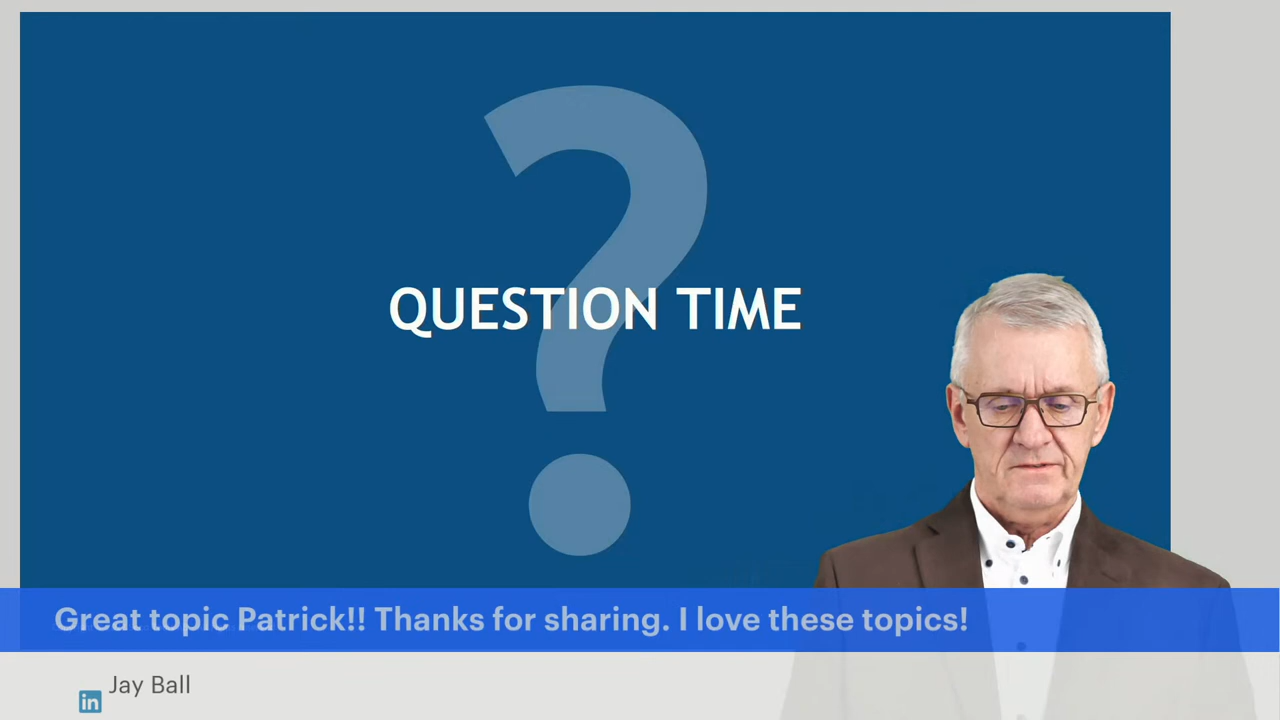 ?
QUESTION TIME
Great topic Patrick!! Thanks for sharing. I love these topics!
in
Jay Ball